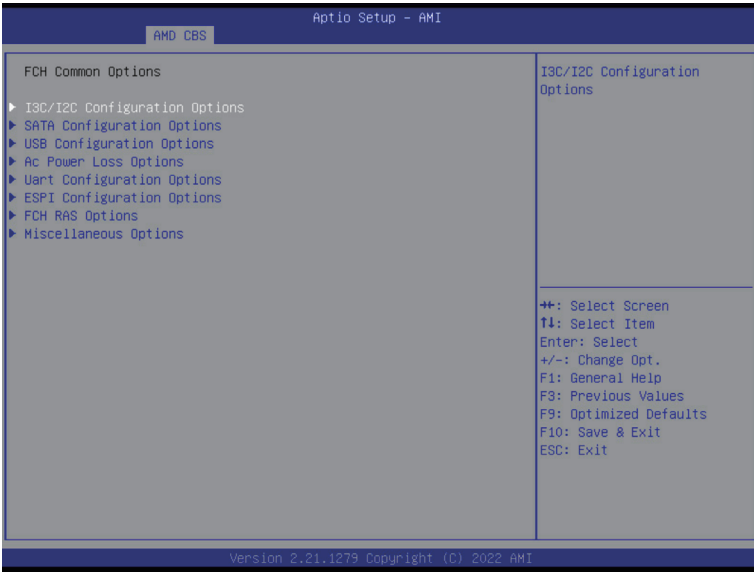 Aptio Setup – AMI
AMD CBS
FCH Common Options
I3C/I2C Configuration Options
SATA Configuration Options
USB Configuration Options
Ac Power Loss Options
Uart Configuration Options
ESPI Configuration Options
FCH RAS Options
Miscellaneous Options
I3C/I2C Configuration
Options
→←: Select Screen
↑↓: Select Item
Enter: Select
+/-: Change Opt.
F1: General Help
F3: Previous Values
F9: Optimized Defaults
F10: Save & Exit
ESC: Exit
Version 2.21.1279 Copyright (C) 2022 AMI